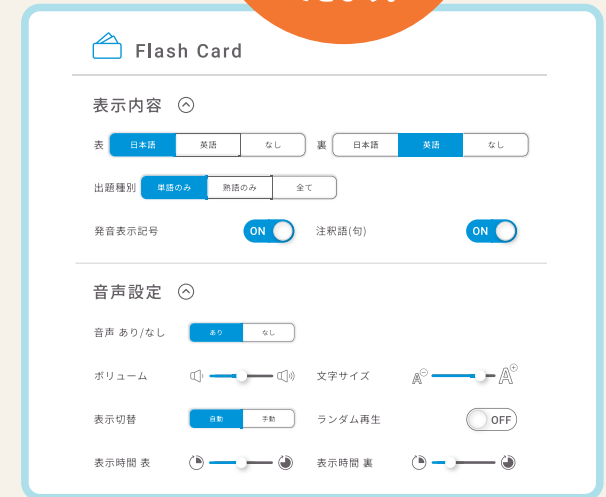 Flash Card
表示内容
表 日本語 英語 なし 裏 日本語 英語 なし
出題種別 単語のみ 熟語のみ 全て
発音表示記号 ON 注釈語(句) ON
音声設定
音声 あり/なし あり なし
ボリューム 文字サイズ A A
表示切替 自動 手動 ランダム再生 OFF
表示時間 表 表示時間 裏